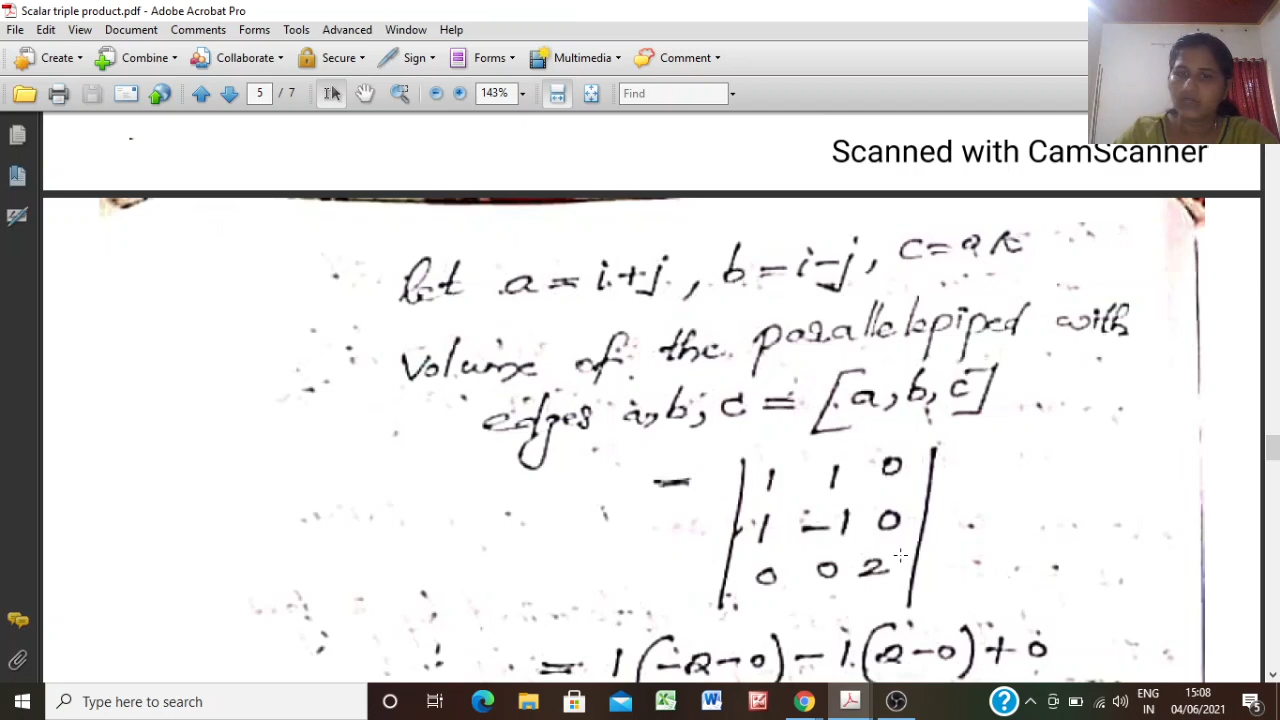 Scalar triple product.pdf - Adobe Acrobat Pro
File Edit View Document Comments Forms Tools Advanced Window Help
Create Combine Collaborate Secure Sign Forms Multimedia Comment
5 / 7 143% Find
Scanned with CamScanner
let a = i+j, b = i-j, c = 2k
Volume of the parallelepiped with
edges a, b, c = [a, b, c]
= | 1 1 0 |
| 1 -1 0 |
| 0 0 2 |
= 1(-2-0) - 1(2-0) + 0
Type here to search
ENG 15:08
IN 04/06/2021 5